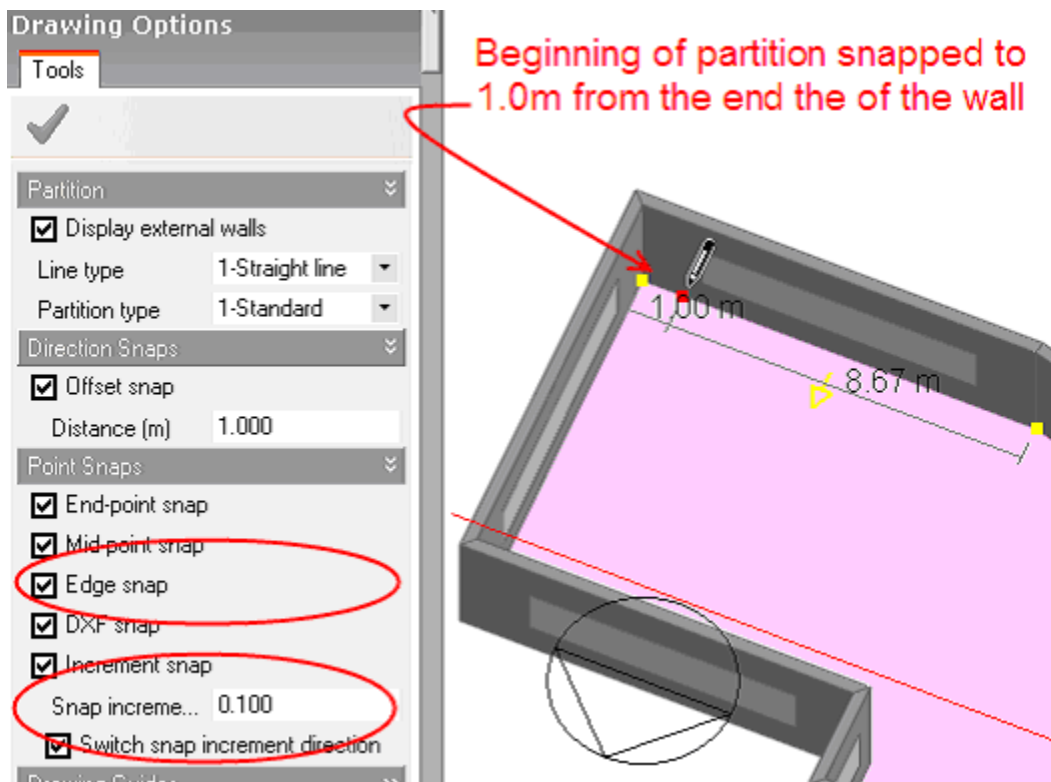 Drawing Options
Tools
Beginning of partition snapped to
1.0m from the end the of the wall
Partition
Display external walls
Line type 1-Straight line
Partition type 1-Standard
Direction Snaps
Offset snap
Distance (m) 1.000
Point Snaps
End-point snap
Mid-point snap
Edge snap
DXF snap
Increment snap
Snap increme... 0.100
Switch snap increment direction
Drawing Guides
1.00 m
8.67 m